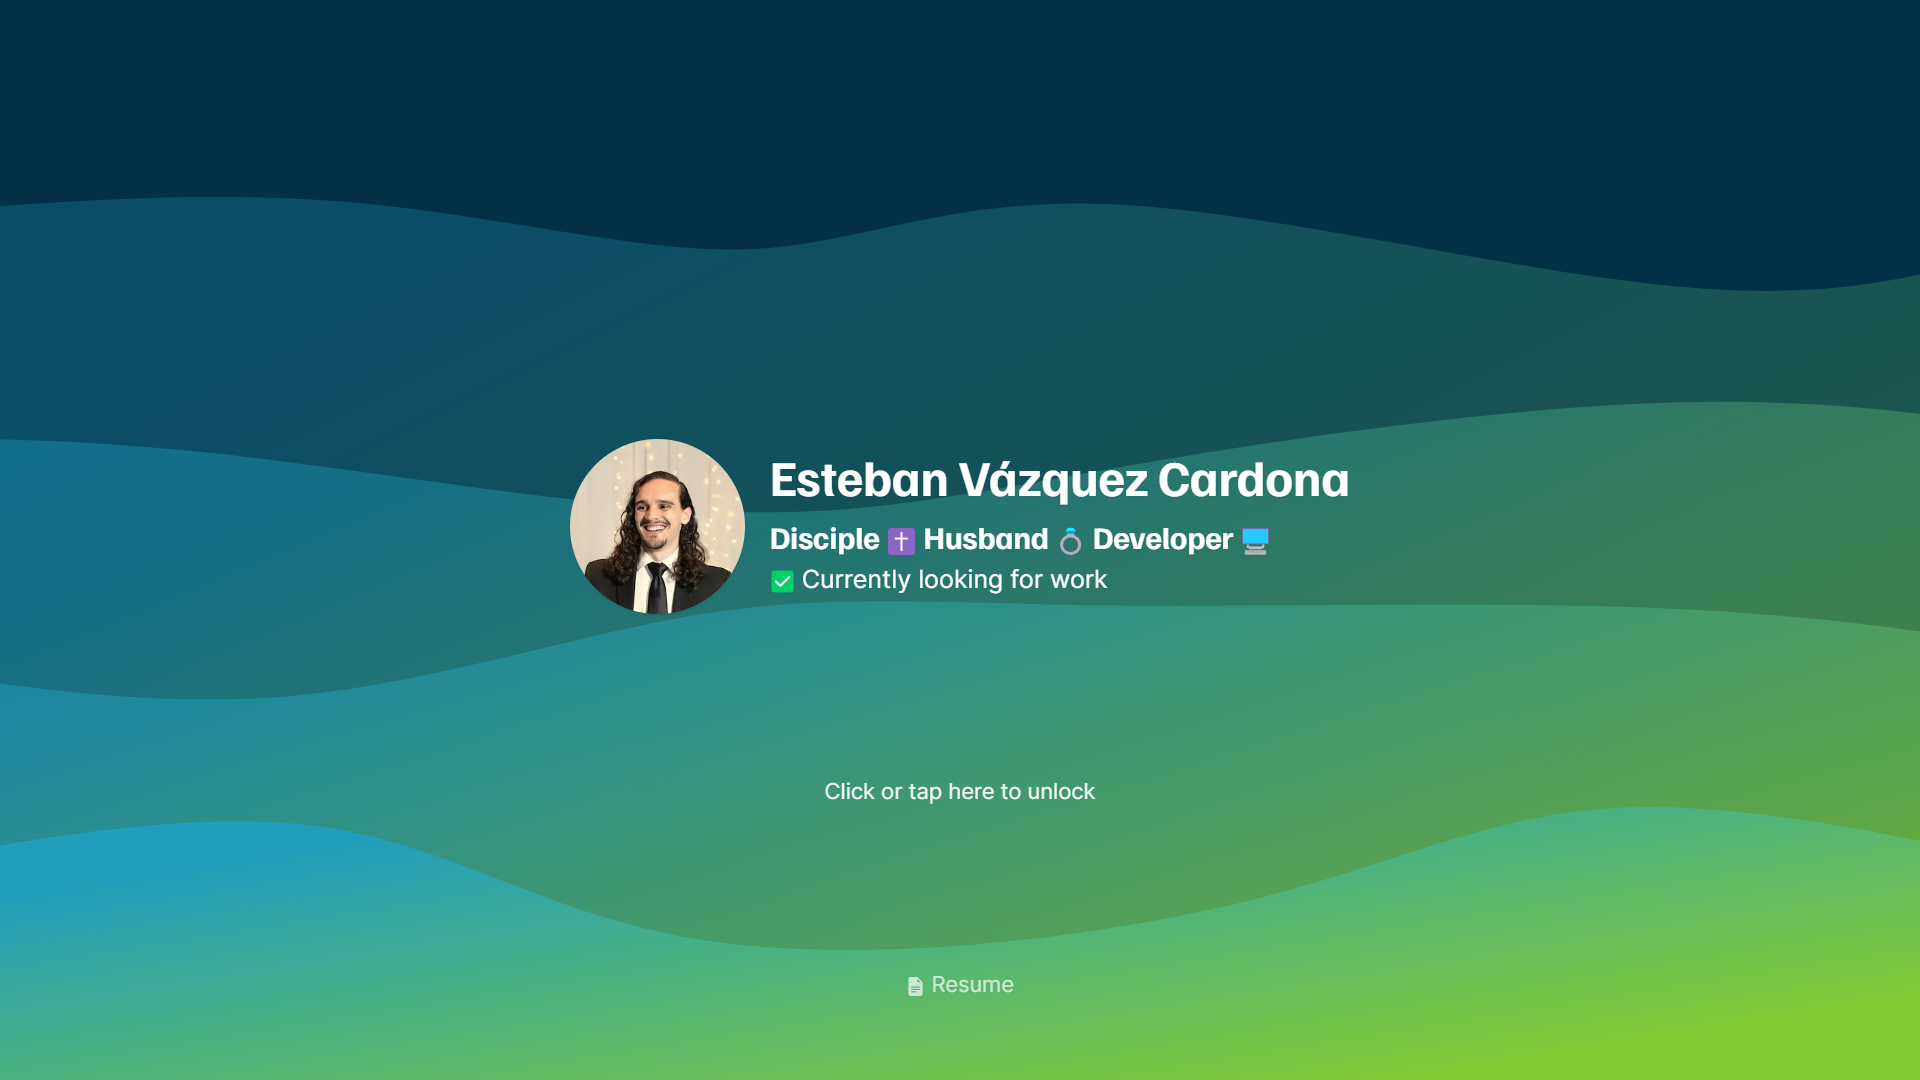 Esteban Vázquez Cardona
Disciple ✝️ Husband 💍 Developer 🖥️
✅ Currently looking for work
Click or tap here to unlock
Resume